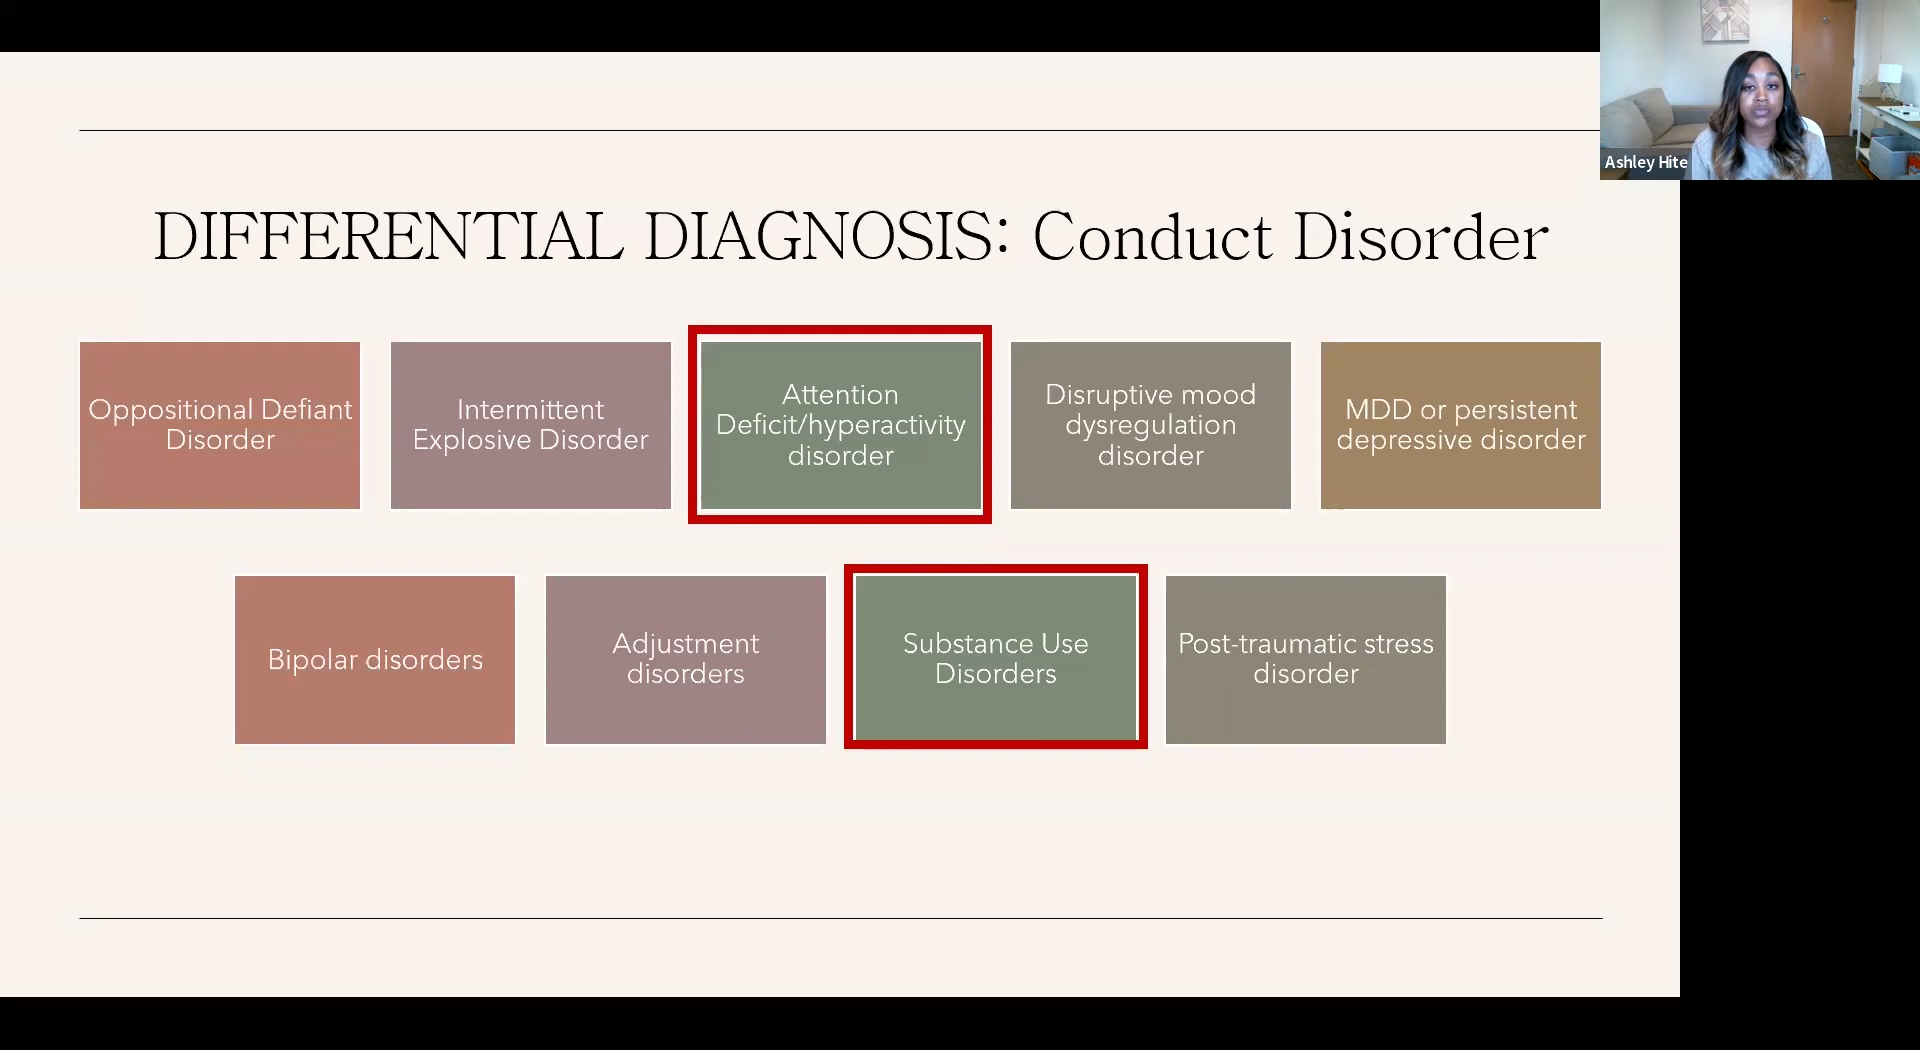 Ashley Hite
DIFFERENTIAL DIAGNOSIS: Conduct Disorder
Oppositional Defiant
Disorder
Intermittent
Explosive Disorder
Attention
Deficit/hyperactivity
disorder
Disruptive mood
dysregulation
disorder
MDD or persistent
depressive disorder
Bipolar disorders
Adjustment
disorders
Substance Use
Disorders
Post-traumatic stress
disorder